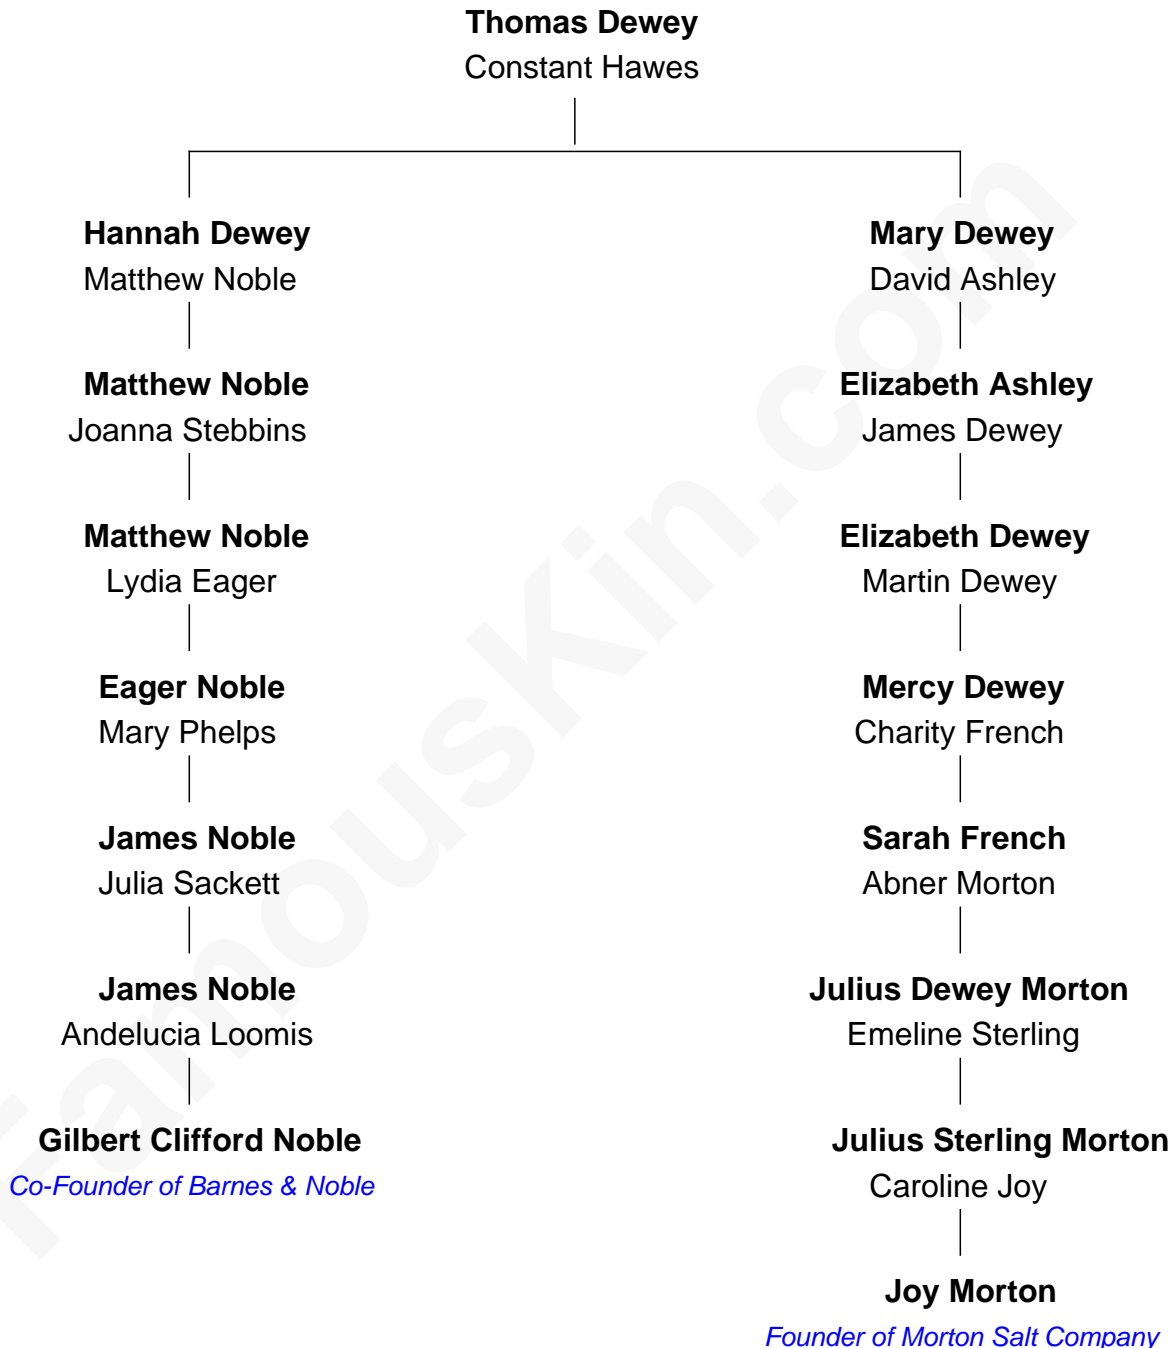 Thomas Dewey
Constant Hawes
Hannah Dewey
Matthew Noble
Mary Dewey
David Ashley
Matthew Noble
Joanna Stebbins
Elizabeth Ashley
James Dewey
Matthew Noble
Lydia Eager
Elizabeth Dewey
Martin Dewey
Eager Noble
Mary Phelps
Mercy Dewey
Charity French
James Noble
Julia Sackett
Sarah French
Abner Morton
James Noble
Andelucia Loomis
Julius Dewey Morton
Emeline Sterling
Gilbert Clifford Noble
Co-Founder of Barnes & Noble
Julius Sterling Morton
Caroline Joy
Joy Morton
Founder of Morton Salt Company
FamousKin.com